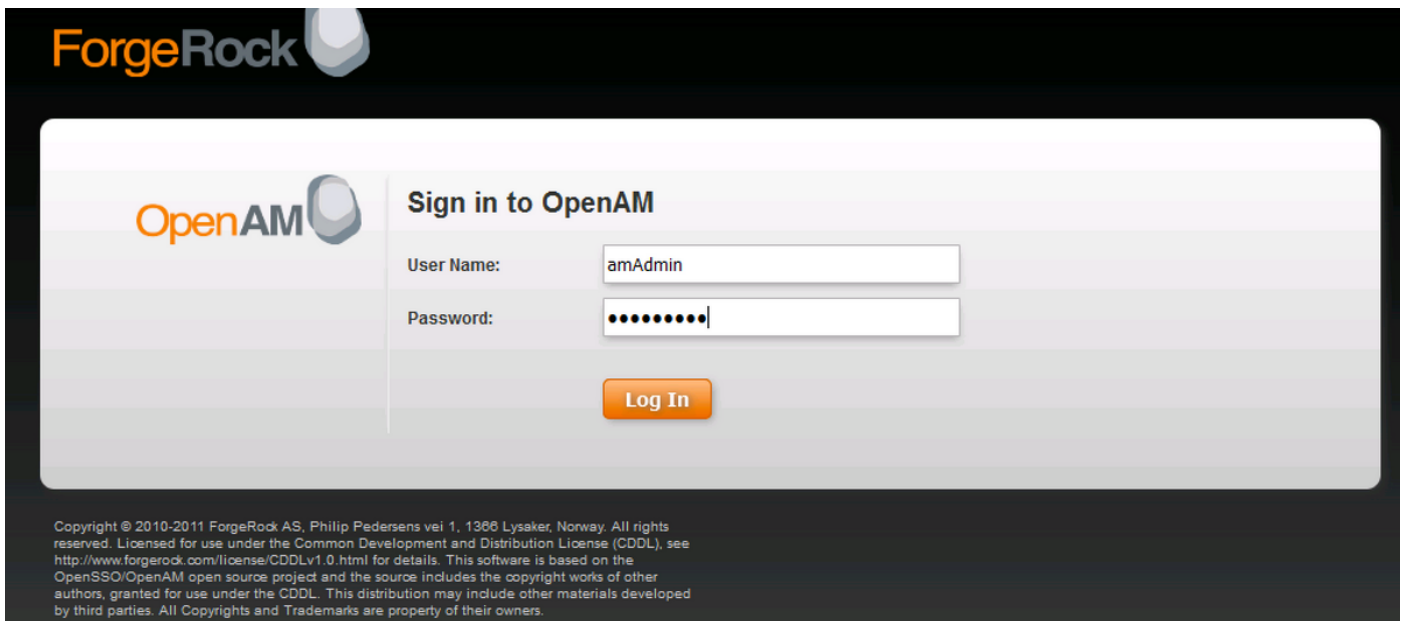 ForgeRock
OpenAM
Sign in to OpenAM
User Name: amAdmin
Password: •••••••••
Log In
Copyright © 2010-2011 ForgeRock AS, Philip Pedersens vei 1, 1366 Lysaker, Norway. All rights
reserved. Licensed for use under the Common Development and Distribution License (CDDL), see
http://www.forgerock.com/license/CDDLv1.0.html for details. This software is based on the
OpenSSO/OpenAM open source project and the source includes the copyright works of other
authors, granted for use under the CDDL. This distribution may include other materials developed
by third parties. All Copyrights and Trademarks are property of their owners.